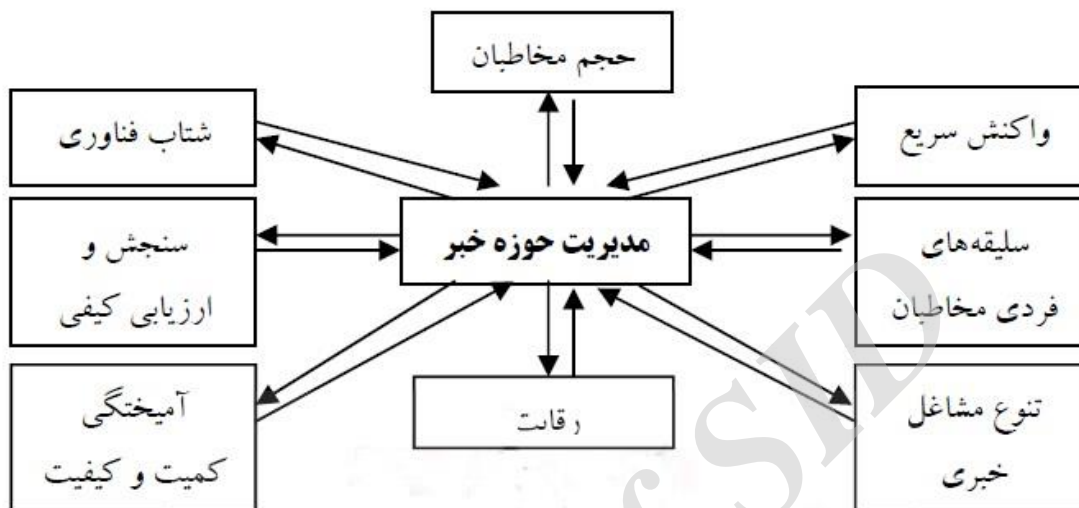 حجم مخاطبان
واکنش سریع
شتاب فناوری
مدیریت حوزه خبر
سلیقه‌های
فردی مخاطبان
سنجش و
ارزیابی کیفی
رقابت
تنوع مشاغل
خبری
آمیختگی
کمیت و کیفیت
f SID